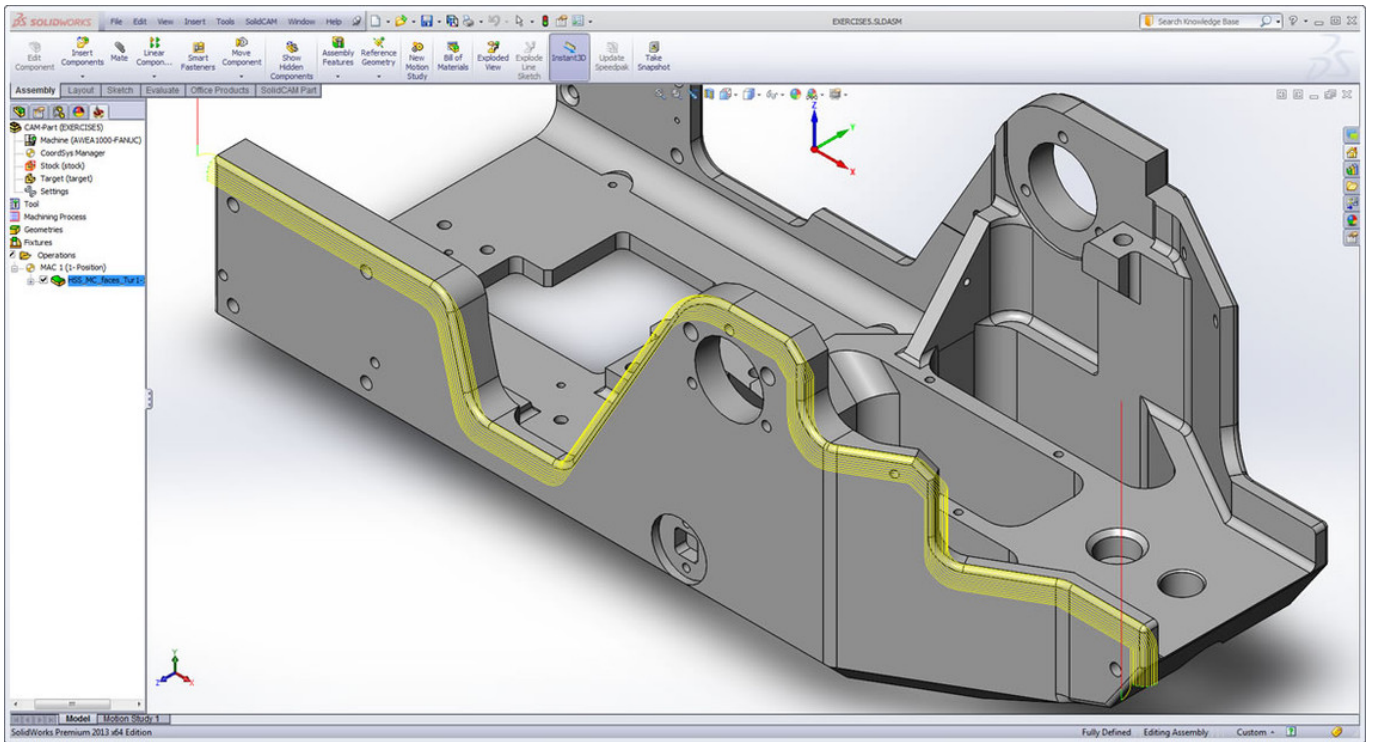 SOLIDWORKS File Edit View Insert Tools SolidCAM Window Help EXERCISES.SLDASM Search Knowledge Base
Edit Component
Insert Components
Mate
Linear Compon...
Smart Fasteners
Move Component
Show Hidden Components
Assembly Features
Reference Geometry
New Motion Study
Bill of Materials
Exploded View
Explode Line Sketch
Instant3D
Update Speedpak
Take Snapshot
Assembly Layout Sketch Evaluate Office Products SolidCAM Part
CAM-Part (EXERCISES)
Machine (AWEA1000-FANUC)
CoordSys Manager
Stock (stock)
Target (target)
Settings
Tool
Machining Process
Geometries
Fixtures
Operations
MAC 1 (1- Position)
HSS_MC_faces_Tur1-
Z
Y
X
Y
Z
X
Model Motion Study 1
SolidWorks Premium 2013 x64 Edition Fully Defined Editing Assembly Custom